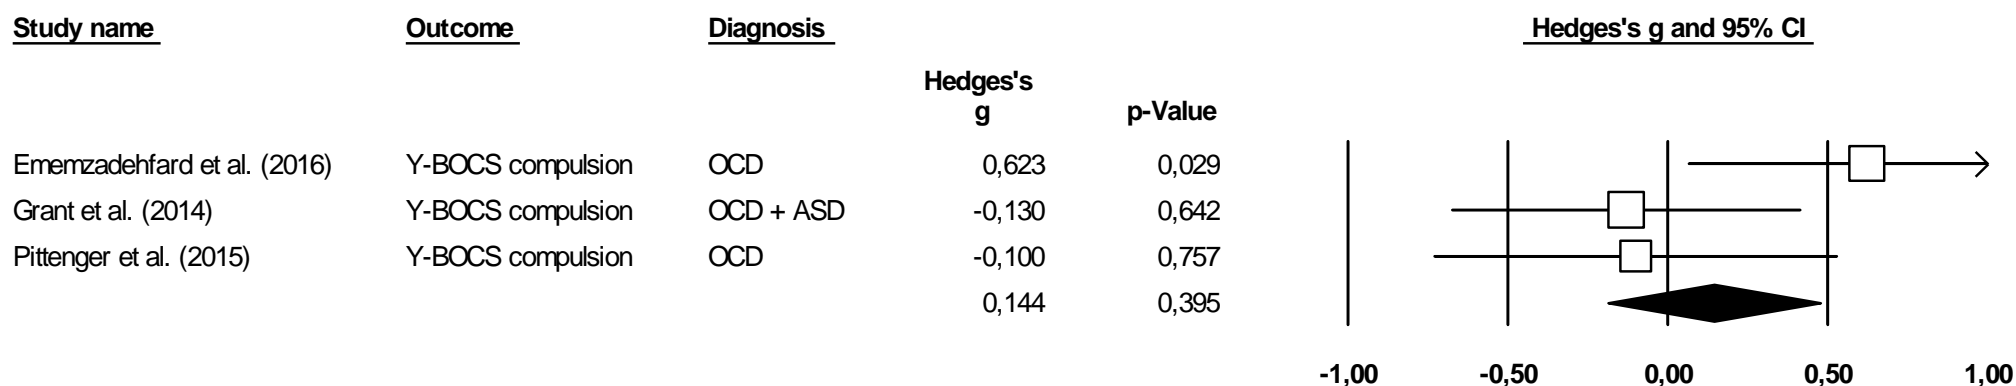 Study name Outcome Diagnosis Hedges's g and 95% CI
Hedges's
g p-Value
Ememzadehfard et al. (2016) Y-BOCS compulsion OCD 0,623 0,029
Grant et al. (2014) Y-BOCS compulsion OCD + ASD -0,130 0,642
Pittenger et al. (2015) Y-BOCS compulsion OCD -0,100 0,757
0,144 0,395
-1,00 -0,50 0,00 0,50 1,00